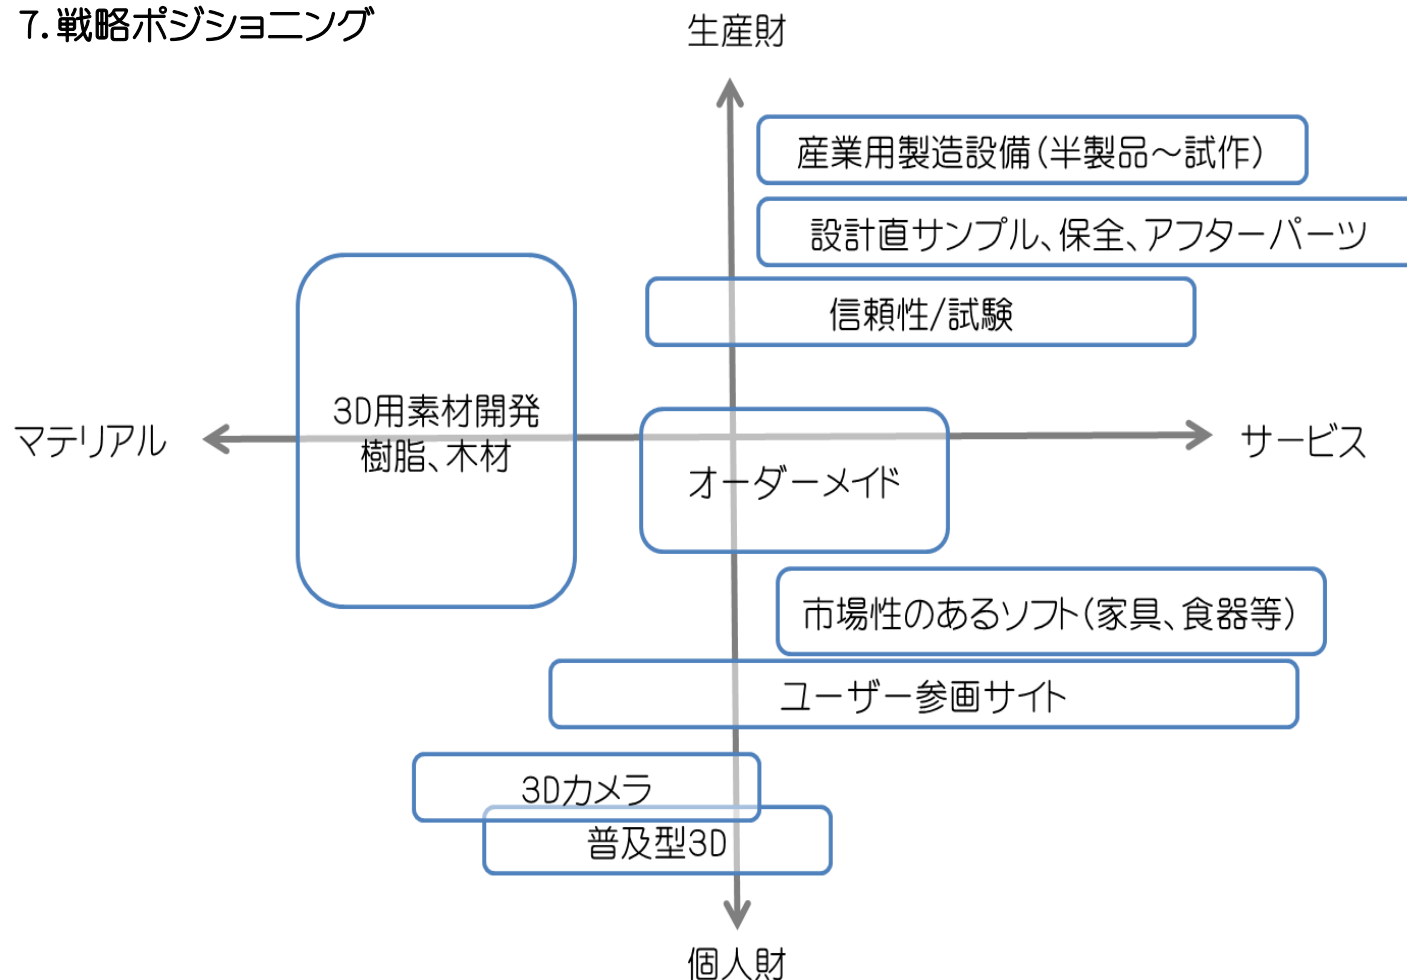 7.戦略ポジショニング
生産財
産業用製造設備(半製品～試作)
設計直サンプル、保全、アフターパーツ
信頼性/試験
3D用素材開発
樹脂、木材
マテリアル
サービス
オーダーメイド
市場性のあるソフト(家具、食器等)
ユーザー参画サイト
3Dカメラ
普及型3D
個人財